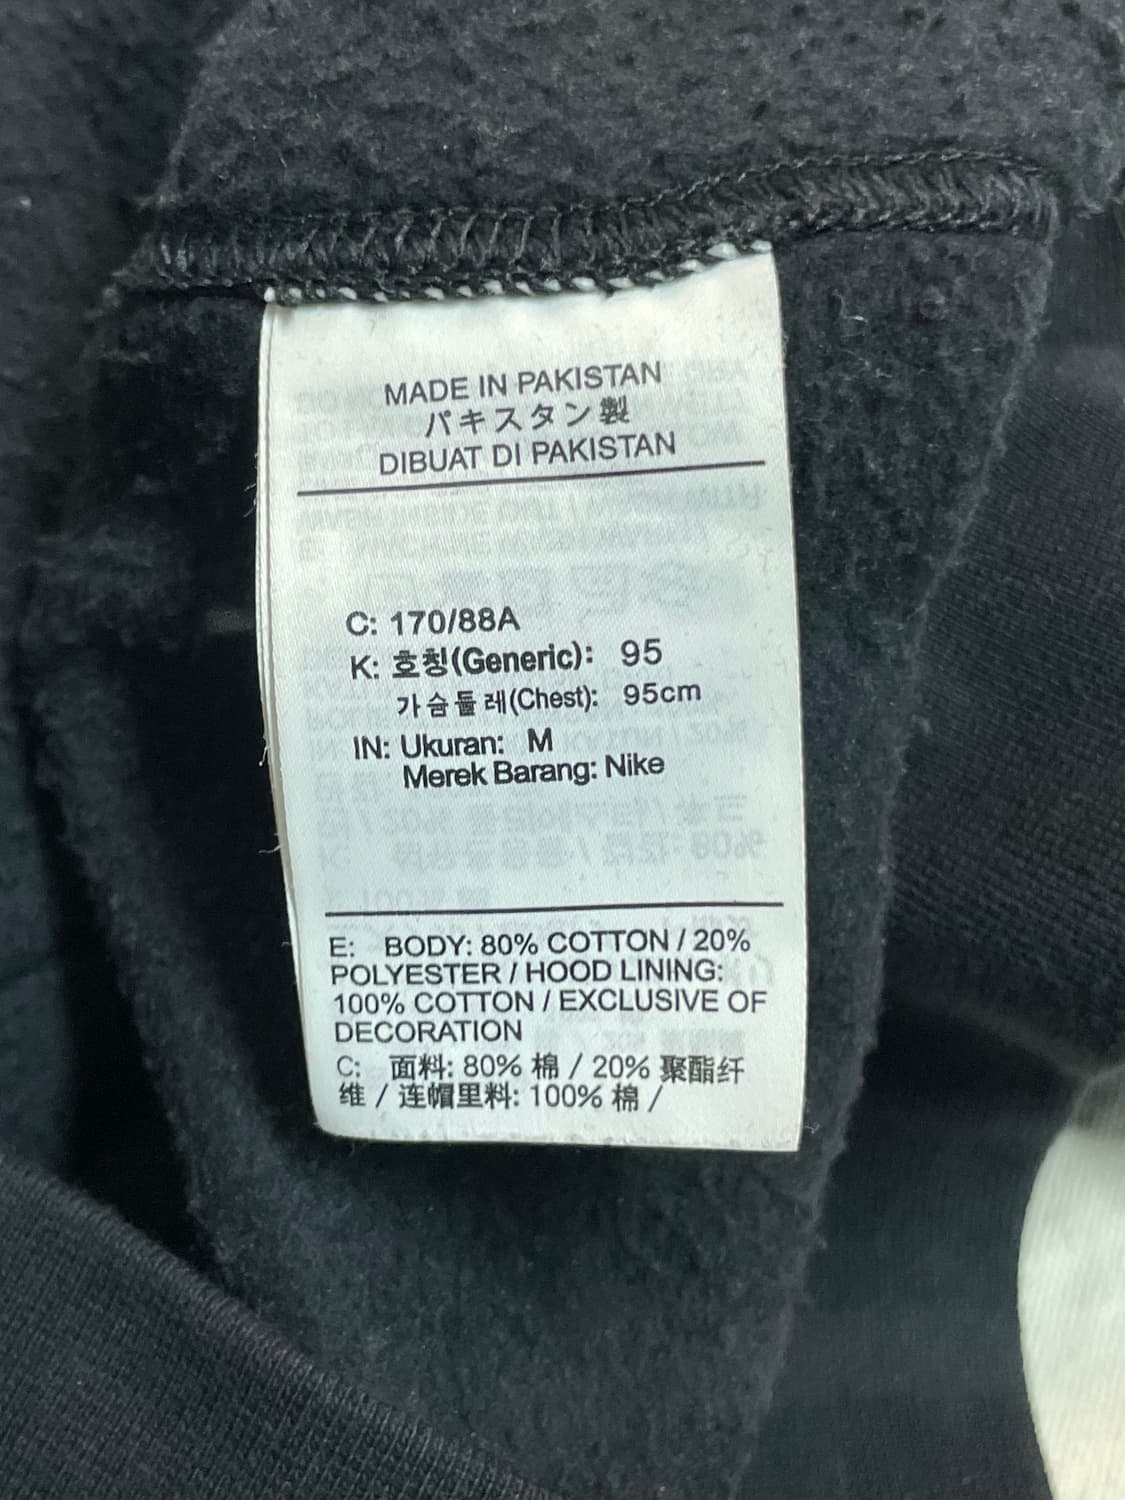 MADE IN PAKISTAN
パキスタン製
DIBUAT DI PAKISTAN
C: 170/88A
K: 호칭(Generic): 95
가슴둘레(Chest): 95cm
IN: Ukuran: M
Merek Barang: Nike
E: BODY: 80% COTTON / 20%
POLYESTER / HOOD LINING:
100% COTTON / EXCLUSIVE OF
DECORATION
C: 面料: 80% 棉 / 20% 聚酯纤
维 / 连帽里料: 100% 棉 /